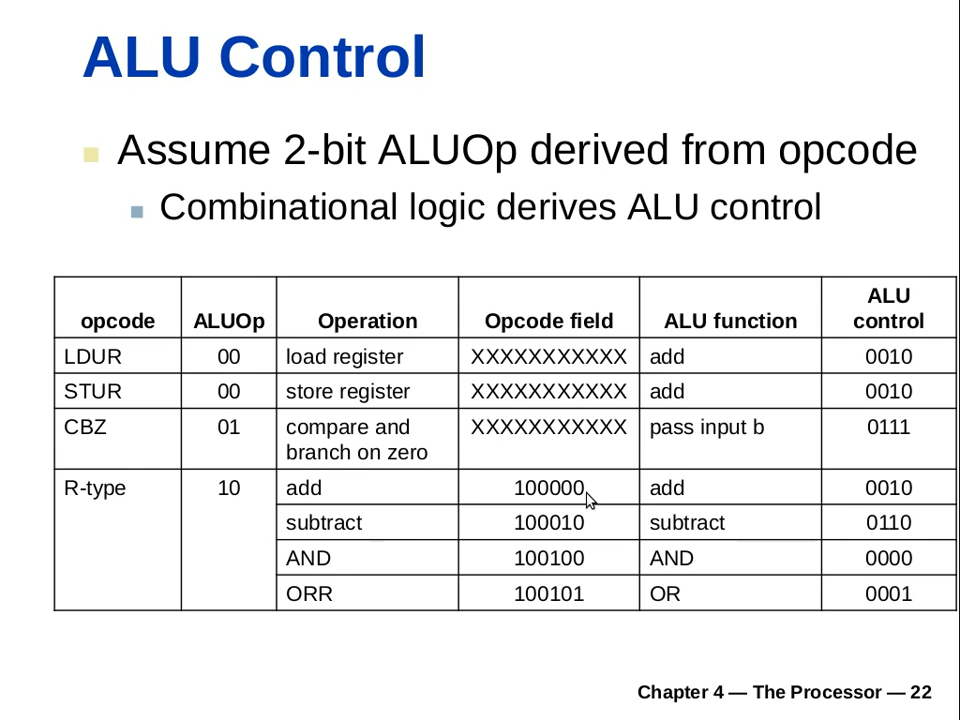 ALU Control
Assume 2-bit ALUOp derived from opcode
Combinational logic derives ALU control
opcode ALUOp Operation Opcode field ALU function ALU control
LDUR 00 load register XXXXXXXXXXX add 0010
STUR 00 store register XXXXXXXXXXX add 0010
CBZ 01 compare and branch on zero XXXXXXXXXXX pass input b 0111
R-type 10 add 100000 add 0010
subtract 100010 subtract 0110
AND 100100 AND 0000
ORR 100101 OR 0001
Chapter 4 — The Processor — 22